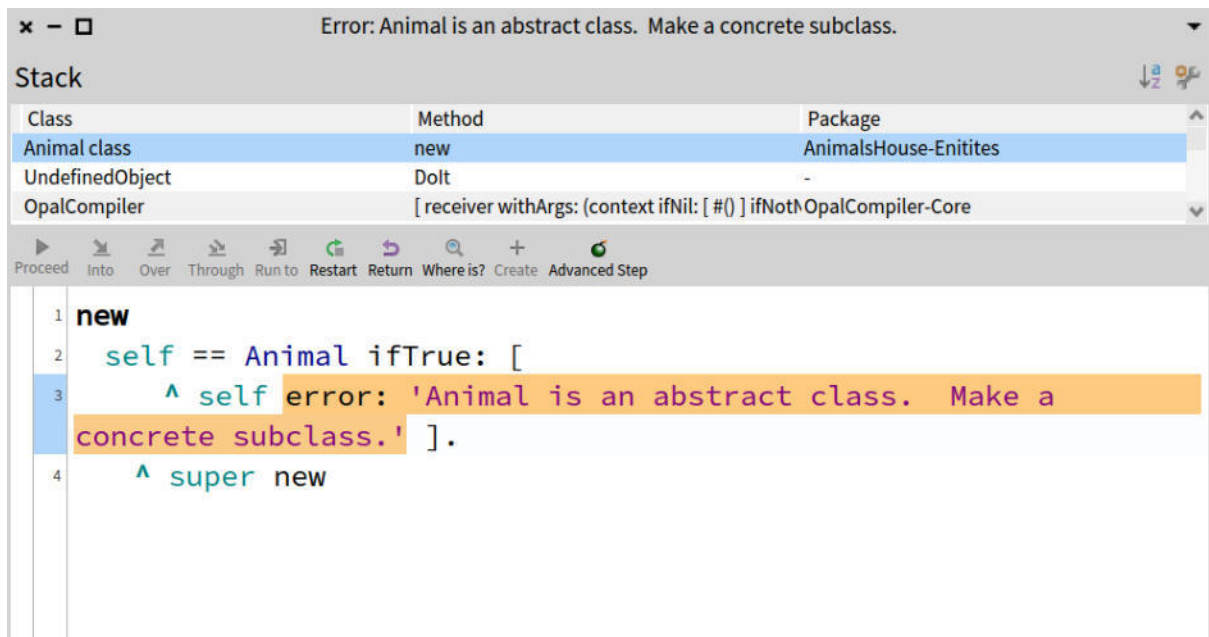 Error: Animal is an abstract class.  Make a concrete subclass.
Stack
Class Method Package
Animal class new AnimalsHouse-Enitites
UndefinedObject DoIt -
OpalCompiler [ receiver withArgs: (context ifNil: [ #() ] ifNotN OpalCompiler-Core
Proceed Into Over Through Run to Restart Return Where is? Create Advanced Step
1 new
2 self == Animal ifTrue: [
3 ^ self error: 'Animal is an abstract class.  Make a
concrete subclass.' ].
4 ^ super new